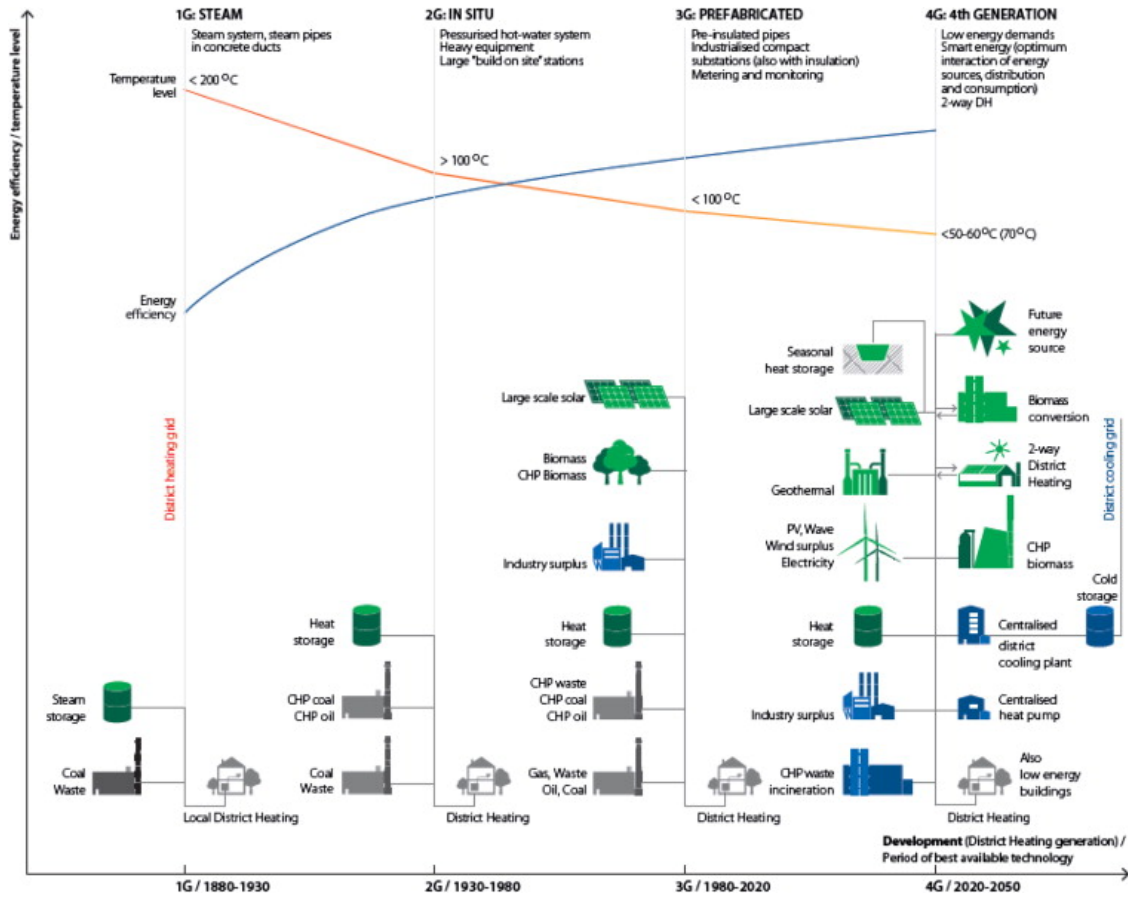 1G: STEAM
Steam system, steam pipes
in concrete ducts
2G: IN SITU
Pressurised hot-water system
Heavy equipment
Large "build on site" stations
3G: PREFABRICATED
Pre-insulated pipes
Industrialised compact
substations (also with insulation)
Metering and monitoring
4G: 4th GENERATION
Low energy demands
Smart energy (optimum
interaction of energy
sources, distribution
and consumption)
2-way DH
Energy efficiency / temperature level
Temperature
level
< 200 °C
> 100 °C
< 100 °C
<50-60 °C (70°C)
Energy
efficiency
District heating grid
Steam
storage
Coal
Waste
Local District Heating
Heat
storage
CHP coal
CHP oil
Coal
Waste
District Heating
Large scale solar
Biomass
CHP Biomass
Industry surplus
Heat
storage
CHP waste
CHP coal
CHP oil
Gas, Waste
Oil, Coal
District Heating
Seasonal
heat storage
Large scale solar
Geothermal
PV, Wave
Wind surplus
Electricity
Heat
storage
Industry surplus
CHP waste
incineration
Future
energy
source
Biomass
conversion
2-way
District
Heating
CHP
biomass
Centralised
district
cooling plant
Centralised
heat pump
Also
low energy
buildings
District Heating
District cooling grid
Cold
storage
Development (District Heating generation) /
Period of best available technology
1G / 1880-1930
2G / 1930-1980
3G / 1980-2020
4G / 2020-2050